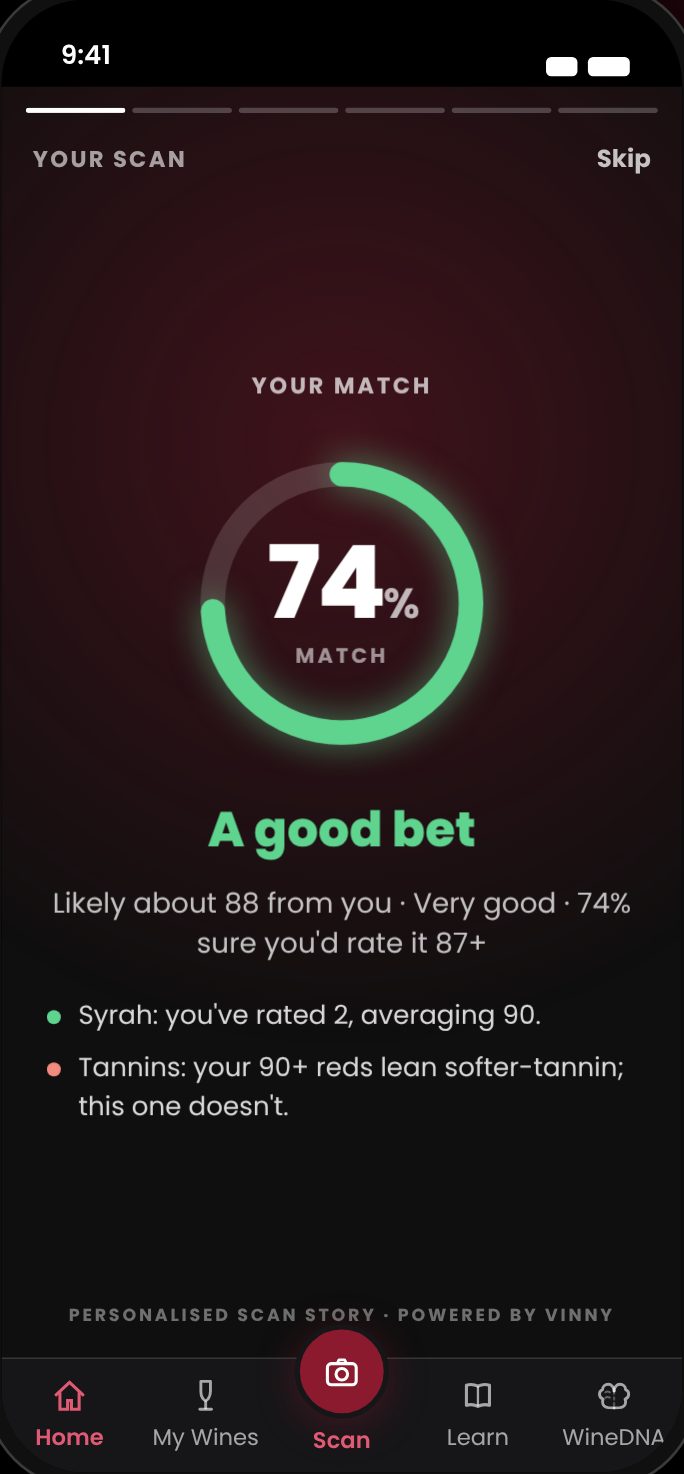 9:41
YOUR SCAN
Skip
YOUR MATCH
74%
MATCH
A good bet
Likely about 88 from you · Very good · 74%
sure you'd rate it 87+
Syrah: you've rated 2, averaging 90.
Tannins: your 90+ reds lean softer-tannin;
this one doesn't.
PERSONALISED SCAN STORY · POWERED BY VINNY
Home
My Wines
Scan
Learn
WineDNA